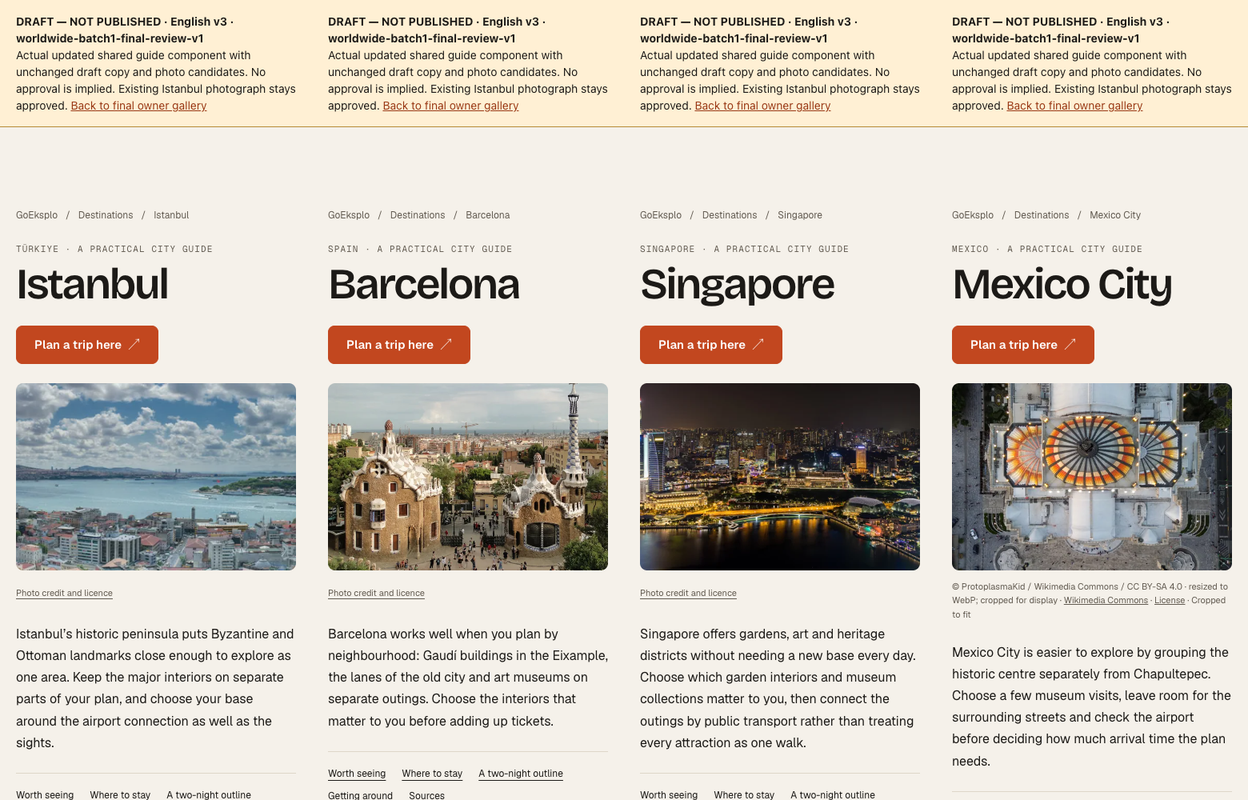 DRAFT — NOT PUBLISHED · English v3 ·
worldwide-batch1-final-review-v1
Actual updated shared guide component with
unchanged draft copy and photo candidates. No
approval is implied. Existing Istanbul photograph stays
approved. Back to final owner gallery
GoEksplo / Destinations / Istanbul
TÜRKIYE · A PRACTICAL CITY GUIDE
Istanbul
Plan a trip here ↗
Photo credit and licence
Istanbul’s historic peninsula puts Byzantine and
Ottoman landmarks close enough to explore as
one area. Keep the major interiors on separate
parts of your plan, and choose your base
around the airport connection as well as the
sights.
Worth seeing Where to stay A two-night outline
DRAFT — NOT PUBLISHED · English v3 ·
worldwide-batch1-final-review-v1
Actual updated shared guide component with
unchanged draft copy and photo candidates. No
approval is implied. Existing Istanbul photograph stays
approved. Back to final owner gallery
GoEksplo / Destinations / Barcelona
SPAIN · A PRACTICAL CITY GUIDE
Barcelona
Plan a trip here ↗
Photo credit and licence
Barcelona works well when you plan by
neighbourhood: Gaudí buildings in the Eixample,
the lanes of the old city and art museums on
separate outings. Choose the interiors that
matter to you before adding up tickets.
Worth seeing Where to stay A two-night outline
Getting around Sources
DRAFT — NOT PUBLISHED · English v3 ·
worldwide-batch1-final-review-v1
Actual updated shared guide component with
unchanged draft copy and photo candidates. No
approval is implied. Existing Istanbul photograph stays
approved. Back to final owner gallery
GoEksplo / Destinations / Singapore
SINGAPORE · A PRACTICAL CITY GUIDE
Singapore
Plan a trip here ↗
Photo credit and licence
Singapore offers gardens, art and heritage
districts without needing a new base every day.
Choose which garden interiors and museum
collections matter to you, then connect the
outings by public transport rather than treating
every attraction as one walk.
Worth seeing Where to stay A two-night outline
DRAFT — NOT PUBLISHED · English v3 ·
worldwide-batch1-final-review-v1
Actual updated shared guide component with
unchanged draft copy and photo candidates. No
approval is implied. Existing Istanbul photograph stays
approved. Back to final owner gallery
GoEksplo / Destinations / Mexico City
MEXICO · A PRACTICAL CITY GUIDE
Mexico City
Plan a trip here ↗
© ProtoplasmaKid / Wikimedia Commons / CC BY-SA 4.0 · resized to
WebP; cropped for display · Wikimedia Commons · License · Cropped
to fit
Mexico City is easier to explore by grouping the
historic centre separately from Chapultepec.
Choose a few museum visits, leave room for the
surrounding streets and check the airport
before deciding how much arrival time the plan
needs.